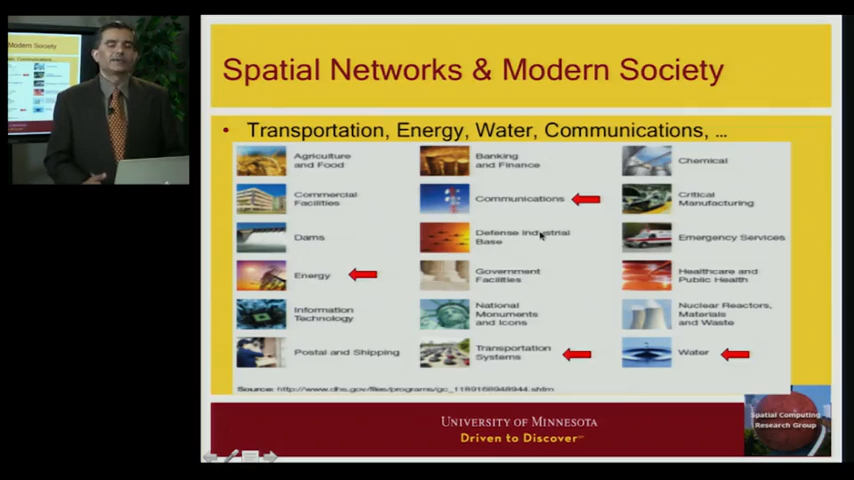 Spatial Networks & Modern Society
• Transportation, Energy, Water, Communications, ...
Agriculture
and Food
Banking
and Finance
Chemical
Commercial
Facilities
Communications
Critical
Manufacturing
Dams
Defense Industrial
Base
Emergency Services
Energy
Government
Facilities
Healthcare and
Public Health
Information
Technology
National
Monuments
and Icons
Nuclear Reactors,
Materials
and Waste
Postal and Shipping
Transportation
Systems
Water
Source: http://www.dhs.gov/files/programs/gc_1189168948944.shtm
UNIVERSITY OF MINNESOTA
Driven to Discover℠
Spatial Computing
Research Group